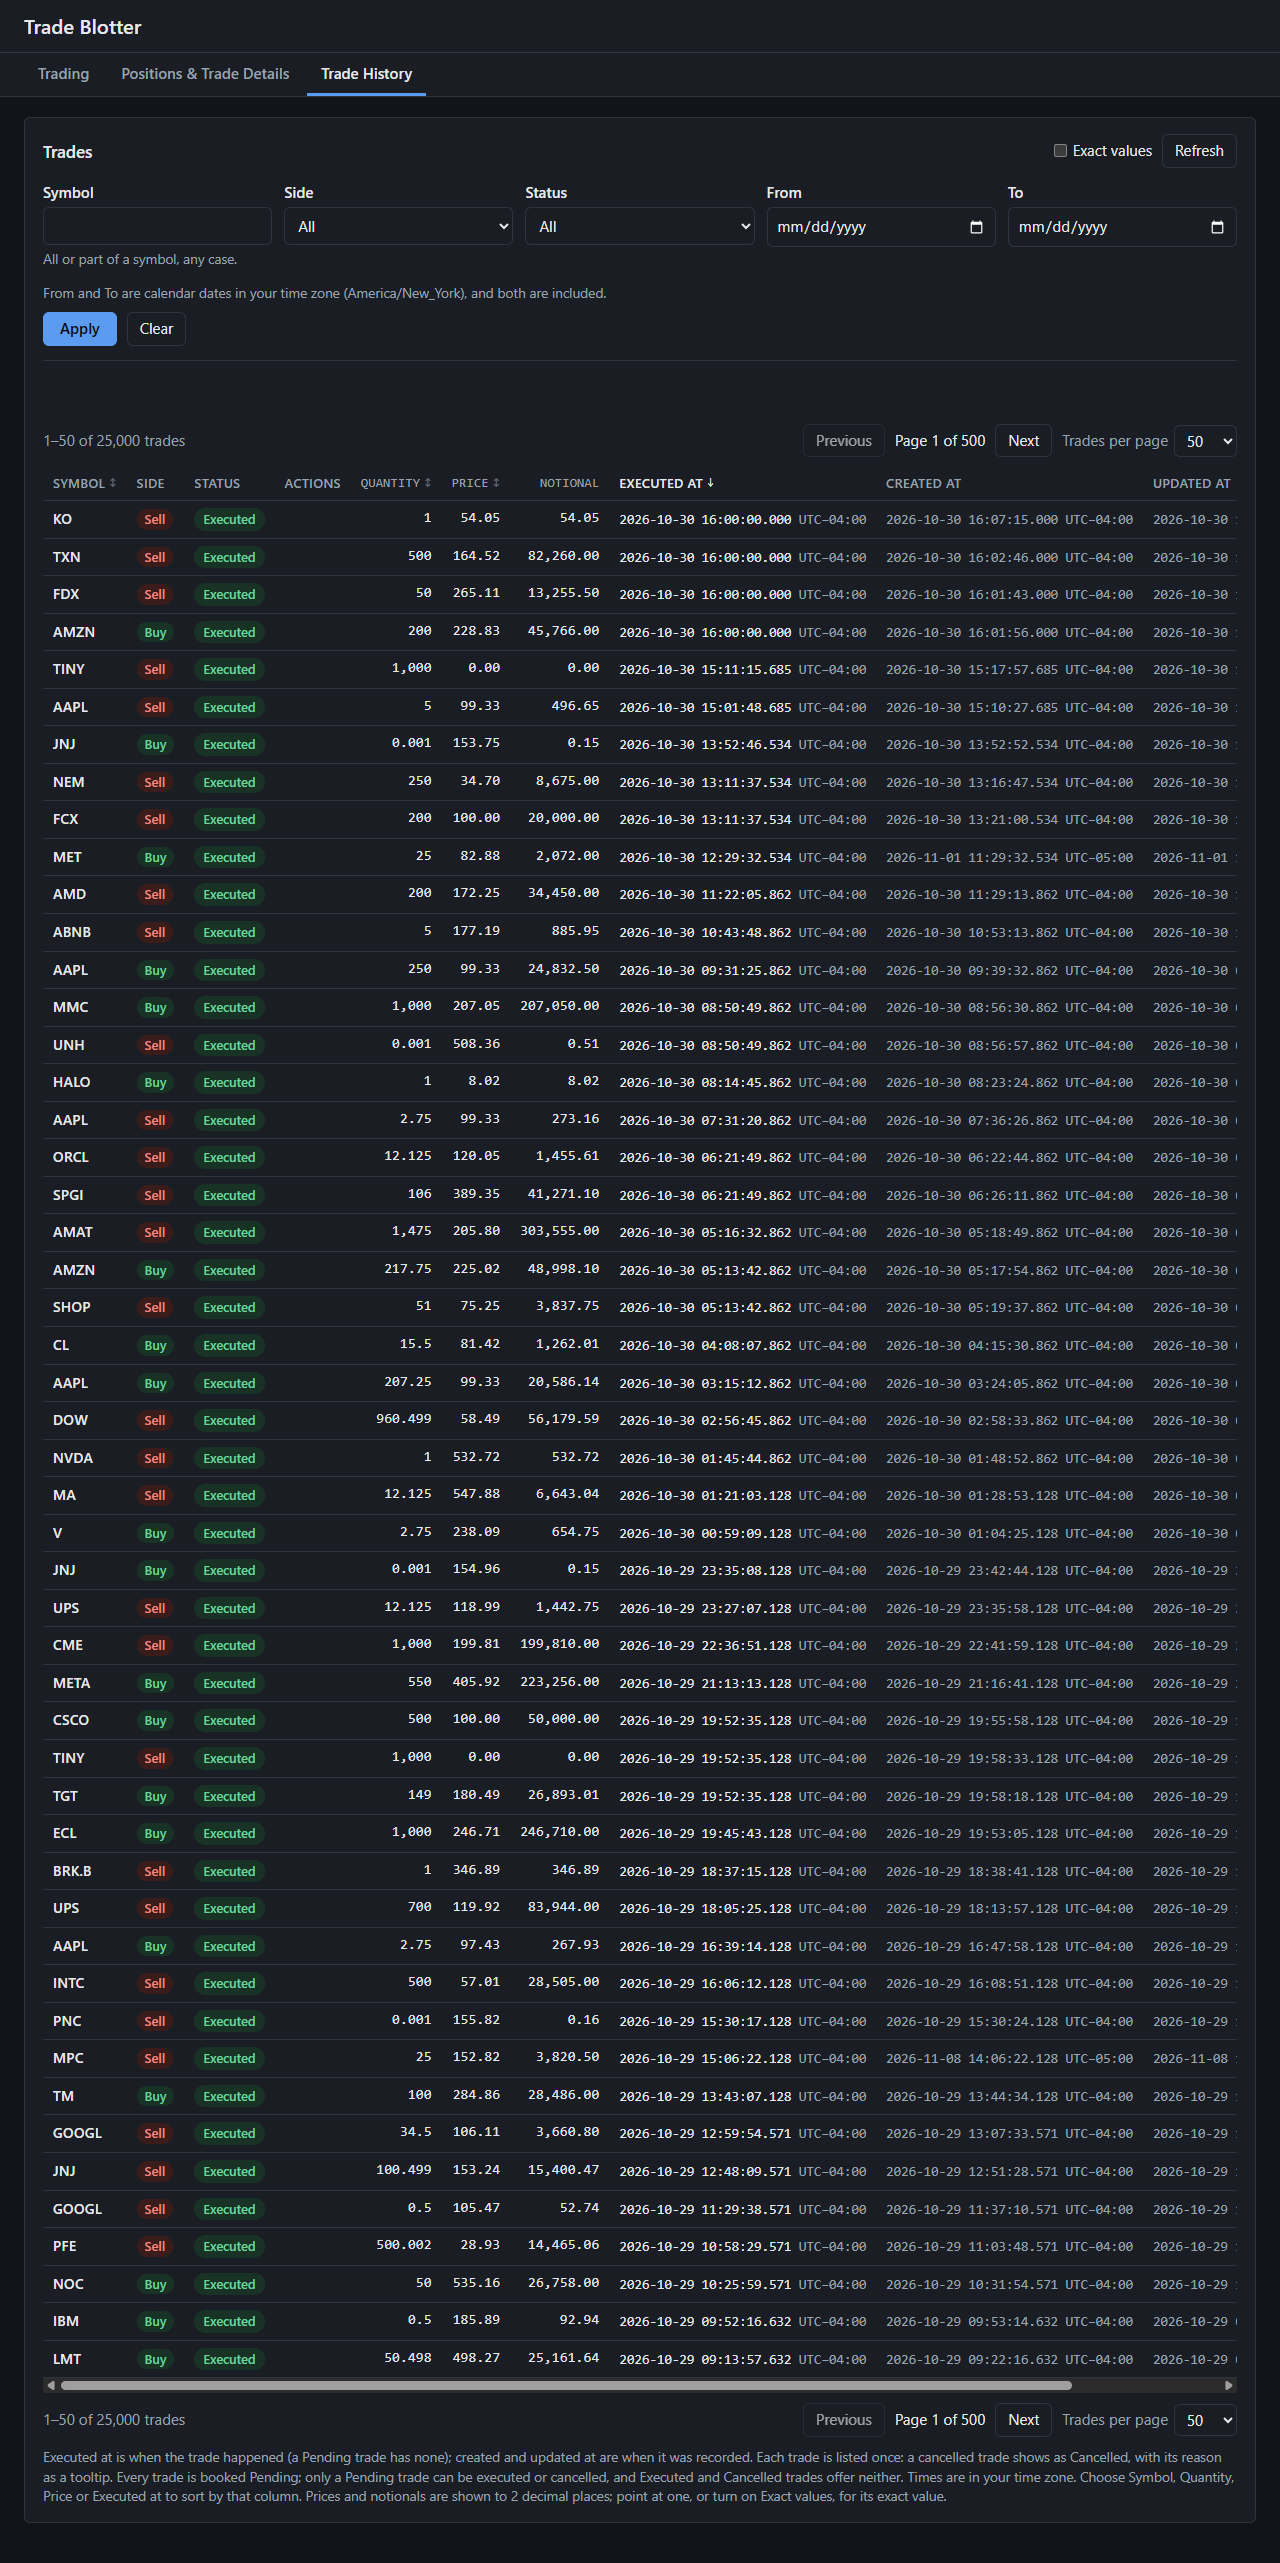 Trade Blotter
Trading Positions & Trade Details Trade History
Trades Exact values Refresh
Symbol Side Status From To
All All mm/dd/yyyy mm/dd/yyyy
All or part of a symbol, any case.
From and To are calendar dates in your time zone (America/New_York), and both are included.
Apply Clear
1–50 of 25,000 trades Previous Page 1 of 500 Next Trades per page 50
SYMBOL ↕ SIDE STATUS ACTIONS QUANTITY ↕ PRICE ↕ NOTIONAL EXECUTED AT ↓ CREATED AT UPDATED AT
KO Sell Executed 1 54.05 54.05 2026-10-30 16:00:00.000 UTC-04:00 2026-10-30 16:07:15.000 UTC-04:00 2026-10-30
TXN Sell Executed 500 164.52 82,260.00 2026-10-30 16:00:00.000 UTC-04:00 2026-10-30 16:02:46.000 UTC-04:00 2026-10-30
FDX Sell Executed 50 265.11 13,255.50 2026-10-30 16:00:00.000 UTC-04:00 2026-10-30 16:01:43.000 UTC-04:00 2026-10-30
AMZN Buy Executed 200 228.83 45,766.00 2026-10-30 16:00:00.000 UTC-04:00 2026-10-30 16:01:56.000 UTC-04:00 2026-10-30
TINY Sell Executed 1,000 0.00 0.00 2026-10-30 15:11:15.685 UTC-04:00 2026-10-30 15:17:57.685 UTC-04:00 2026-10-30
AAPL Sell Executed 5 99.33 496.65 2026-10-30 15:01:48.685 UTC-04:00 2026-10-30 15:10:27.685 UTC-04:00 2026-10-30
JNJ Buy Executed 0.001 153.75 0.15 2026-10-30 13:52:46.534 UTC-04:00 2026-10-30 13:52:52.534 UTC-04:00 2026-10-30
NEM Sell Executed 250 34.70 8,675.00 2026-10-30 13:11:37.534 UTC-04:00 2026-10-30 13:16:47.534 UTC-04:00 2026-10-30
FCX Sell Executed 200 100.00 20,000.00 2026-10-30 13:11:37.534 UTC-04:00 2026-10-30 13:21:00.534 UTC-04:00 2026-10-30
MET Buy Executed 25 82.88 2,072.00 2026-10-30 12:29:32.534 UTC-04:00 2026-11-01 11:29:32.534 UTC-05:00 2026-11-01
AMD Sell Executed 200 172.25 34,450.00 2026-10-30 11:22:05.862 UTC-04:00 2026-10-30 11:29:13.862 UTC-04:00 2026-10-30
ABNB Sell Executed 5 177.19 885.95 2026-10-30 10:43:48.862 UTC-04:00 2026-10-30 10:53:13.862 UTC-04:00 2026-10-30
AAPL Buy Executed 250 99.33 24,832.50 2026-10-30 09:31:25.862 UTC-04:00 2026-10-30 09:39:32.862 UTC-04:00 2026-10-30
MMC Buy Executed 1,000 207.05 207,050.00 2026-10-30 08:50:49.862 UTC-04:00 2026-10-30 08:56:30.862 UTC-04:00 2026-10-30
UNH Sell Executed 0.001 508.36 0.51 2026-10-30 08:50:49.862 UTC-04:00 2026-10-30 08:56:57.862 UTC-04:00 2026-10-30
HALO Buy Executed 1 8.02 8.02 2026-10-30 08:14:45.862 UTC-04:00 2026-10-30 08:23:24.862 UTC-04:00 2026-10-30
AAPL Sell Executed 2.75 99.33 273.16 2026-10-30 07:31:20.862 UTC-04:00 2026-10-30 07:36:26.862 UTC-04:00 2026-10-30
ORCL Sell Executed 12.125 120.05 1,455.61 2026-10-30 06:21:49.862 UTC-04:00 2026-10-30 06:22:44.862 UTC-04:00 2026-10-30
SPGI Sell Executed 106 389.35 41,271.10 2026-10-30 06:21:49.862 UTC-04:00 2026-10-30 06:26:11.862 UTC-04:00 2026-10-30
AMAT Sell Executed 1,475 205.80 303,555.00 2026-10-30 05:16:32.862 UTC-04:00 2026-10-30 05:18:49.862 UTC-04:00 2026-10-30
AMZN Buy Executed 217.75 225.02 48,998.10 2026-10-30 05:13:42.862 UTC-04:00 2026-10-30 05:17:54.862 UTC-04:00 2026-10-30
SHOP Sell Executed 51 75.25 3,837.75 2026-10-30 05:13:42.862 UTC-04:00 2026-10-30 05:19:37.862 UTC-04:00 2026-10-30
CL Buy Executed 15.5 81.42 1,262.01 2026-10-30 04:08:07.862 UTC-04:00 2026-10-30 04:15:30.862 UTC-04:00 2026-10-30
AAPL Buy Executed 207.25 99.33 20,586.14 2026-10-30 03:15:12.862 UTC-04:00 2026-10-30 03:24:05.862 UTC-04:00 2026-10-30
DOW Sell Executed 960.499 58.49 56,179.59 2026-10-30 02:56:45.862 UTC-04:00 2026-10-30 02:58:33.862 UTC-04:00 2026-10-30
NVDA Sell Executed 1 532.72 532.72 2026-10-30 01:45:44.862 UTC-04:00 2026-10-30 01:48:52.862 UTC-04:00 2026-10-30
MA Sell Executed 12.125 547.88 6,643.04 2026-10-30 01:21:03.128 UTC-04:00 2026-10-30 01:28:53.128 UTC-04:00 2026-10-30
V Buy Executed 2.75 238.09 654.75 2026-10-30 00:59:09.128 UTC-04:00 2026-10-30 01:04:25.128 UTC-04:00 2026-10-30
JNJ Buy Executed 0.001 154.96 0.15 2026-10-29 23:35:08.128 UTC-04:00 2026-10-29 23:42:44.128 UTC-04:00 2026-10-29
UPS Sell Executed 12.125 118.99 1,442.75 2026-10-29 23:27:07.128 UTC-04:00 2026-10-29 23:35:58.128 UTC-04:00 2026-10-29
CME Sell Executed 1,000 199.81 199,810.00 2026-10-29 22:36:51.128 UTC-04:00 2026-10-29 22:41:59.128 UTC-04:00 2026-10-29
META Buy Executed 550 405.92 223,256.00 2026-10-29 21:13:13.128 UTC-04:00 2026-10-29 21:16:41.128 UTC-04:00 2026-10-29
CSCO Buy Executed 500 100.00 50,000.00 2026-10-29 19:52:35.128 UTC-04:00 2026-10-29 19:55:58.128 UTC-04:00 2026-10-29
TINY Sell Executed 1,000 0.00 0.00 2026-10-29 19:52:35.128 UTC-04:00 2026-10-29 19:58:33.128 UTC-04:00 2026-10-29
TGT Buy Executed 149 180.49 26,893.01 2026-10-29 19:52:35.128 UTC-04:00 2026-10-29 19:58:18.128 UTC-04:00 2026-10-29
ECL Buy Executed 1,000 246.71 246,710.00 2026-10-29 19:45:43.128 UTC-04:00 2026-10-29 19:53:05.128 UTC-04:00 2026-10-29
BRK.B Sell Executed 1 346.89 346.89 2026-10-29 18:37:15.128 UTC-04:00 2026-10-29 18:38:41.128 UTC-04:00 2026-10-29
UPS Sell Executed 700 119.92 83,944.00 2026-10-29 18:05:25.128 UTC-04:00 2026-10-29 18:13:57.128 UTC-04:00 2026-10-29
AAPL Buy Executed 2.75 97.43 267.93 2026-10-29 16:39:14.128 UTC-04:00 2026-10-29 16:47:58.128 UTC-04:00 2026-10-29
INTC Sell Executed 500 57.01 28,505.00 2026-10-29 16:06:12.128 UTC-04:00 2026-10-29 16:08:51.128 UTC-04:00 2026-10-29
PNC Sell Executed 0.001 155.82 0.16 2026-10-29 15:30:17.128 UTC-04:00 2026-10-29 15:30:24.128 UTC-04:00 2026-10-29
MPC Sell Executed 25 152.82 3,820.50 2026-10-29 15:06:22.128 UTC-04:00 2026-11-08 14:06:22.128 UTC-05:00 2026-11-08
TM Buy Executed 100 284.86 28,486.00 2026-10-29 13:43:07.128 UTC-04:00 2026-10-29 13:44:34.128 UTC-04:00 2026-10-29
GOOGL Sell Executed 34.5 106.11 3,660.80 2026-10-29 12:59:54.571 UTC-04:00 2026-10-29 13:07:33.571 UTC-04:00 2026-10-29
JNJ Sell Executed 100.499 153.24 15,400.47 2026-10-29 12:48:09.571 UTC-04:00 2026-10-29 12:51:28.571 UTC-04:00 2026-10-29
GOOGL Sell Executed 0.5 105.47 52.74 2026-10-29 11:29:38.571 UTC-04:00 2026-10-29 11:37:10.571 UTC-04:00 2026-10-29
PFE Sell Executed 500.002 28.93 14,465.06 2026-10-29 10:58:29.571 UTC-04:00 2026-10-29 11:03:48.571 UTC-04:00 2026-10-29
NOC Buy Executed 50 535.16 26,758.00 2026-10-29 10:25:59.571 UTC-04:00 2026-10-29 10:31:54.571 UTC-04:00 2026-10-29
IBM Buy Executed 0.5 185.89 92.94 2026-10-29 09:52:16.632 UTC-04:00 2026-10-29 09:53:14.632 UTC-04:00 2026-10-29
LMT Buy Executed 50.498 498.27 25,161.64 2026-10-29 09:13:57.632 UTC-04:00 2026-10-29 09:22:16.632 UTC-04:00 2026-10-29
1–50 of 25,000 trades Previous Page 1 of 500 Next Trades per page 50
Executed at is when the trade happened (a Pending trade has none); created and updated at are when it was recorded. Each trade is listed once: a cancelled trade shows as Cancelled, with its reason
as a tooltip. Every trade is booked Pending; only a Pending trade can be executed or cancelled, and Executed and Cancelled trades offer neither. Times are in your time zone. Choose Symbol, Quantity,
Price or Executed at to sort by that column. Prices and notionals are shown to 2 decimal places; point at one, or turn on Exact values, for its exact value.